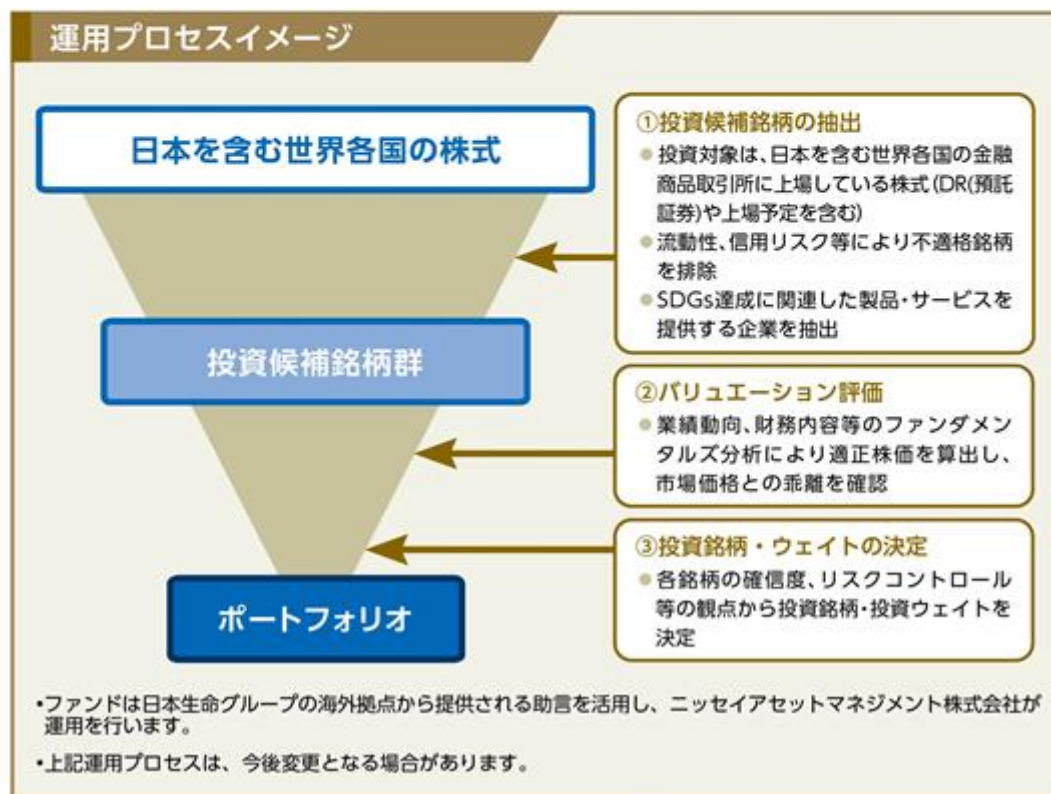 運用プロセスイメージ
日本を含む世界各国の株式
①投資候補銘柄の抽出
●投資対象は、日本を含む世界各国の金融
商品取引所に上場している株式(DR(預託
証券)や上場予定を含む)
●流動性、信用リスク等により不適格銘柄
を排除
●SDGs達成に関連した製品・サービスを
提供する企業を抽出
投資候補銘柄群
②バリュエーション評価
●業績動向、財務内容等のファンダメン
タルズ分析により適正株価を算出し、
市場価格との乖離を確認
③投資銘柄・ウェイトの決定
●各銘柄の確信度、リスクコントロール
等の観点から投資銘柄・投資ウェイトを
決定
ポートフォリオ
•ファンドは日本生命グループの海外拠点から提供される助言を活用し、ニッセイアセットマネジメント株式会社が
運用を行います。
•上記運用プロセスは、今後変更となる場合があります。